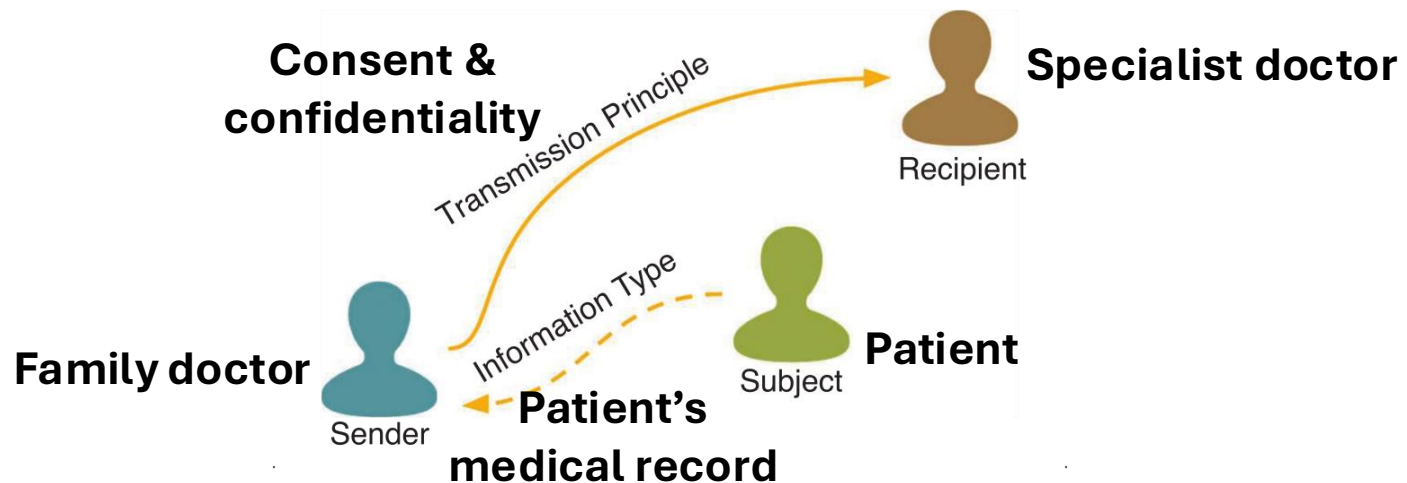 Consent &
confidentiality
Transmission Principle
Specialist doctor
Recipient
Information Type
Family doctor
Sender
Patient
Subject
Patient’s
medical record